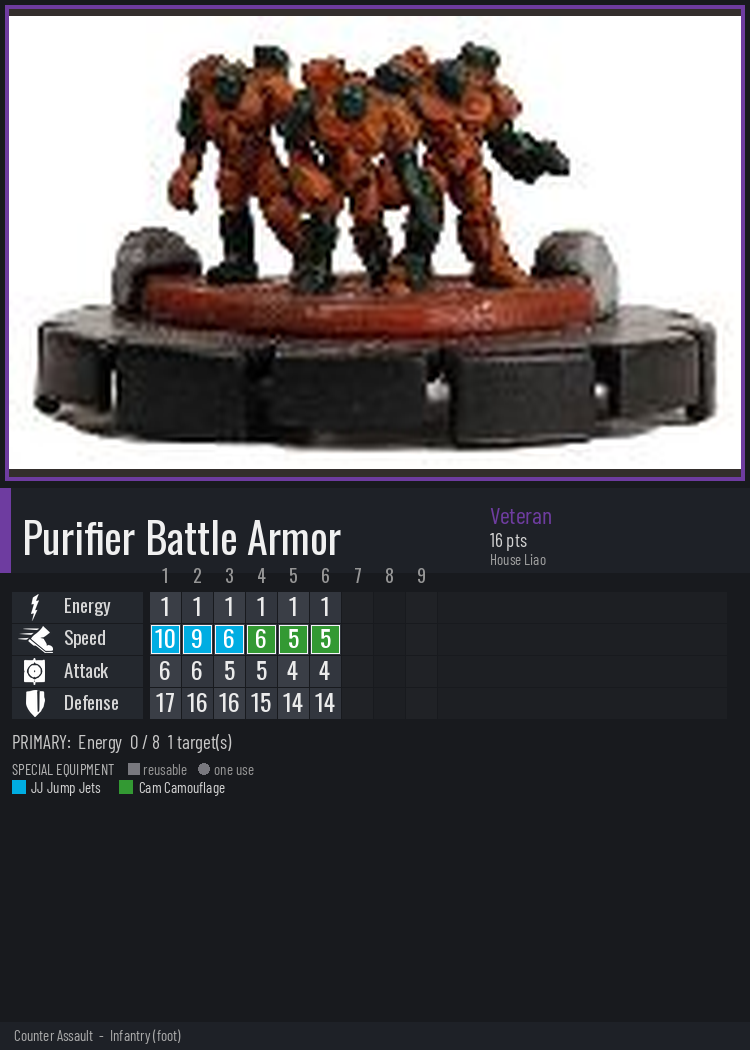 Purifier Battle Armor
Veteran
16 pts
House Liao
1 2 3 4 5 6 7 8 9
Energy 1 1 1 1 1 1
Speed 10 9 6 6 5 5
Attack 6 6 5 5 4 4
Defense 17 16 16 15 14 14
PRIMARY: Energy 0 / 8 1 target(s)
SPECIAL EQUIPMENT reusable one use
JJ Jump Jets Cam Camouflage
Counter Assault - Infantry (foot)